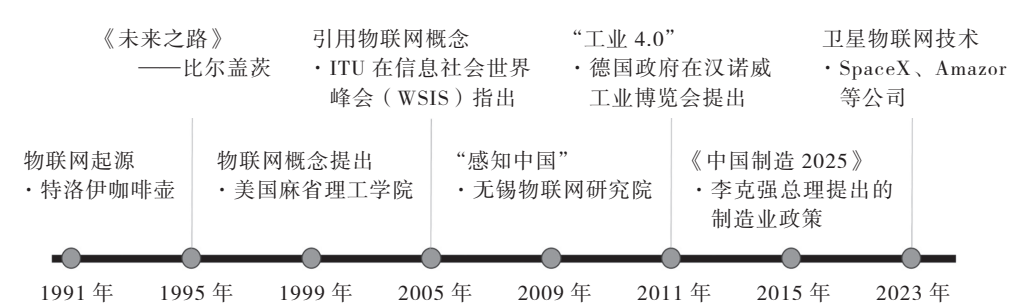 《未来之路》
——比尔盖茨
引用物联网概念
·ITU 在信息社会世界
峰会（WSIS）指出
“工业 4.0”
·德国政府在汉诺威
工业博览会提出
卫星物联网技术
·SpaceX、Amazor
等公司
物联网起源
·特洛伊咖啡壶
物联网概念提出
·美国麻省理工学院
“感知中国”
·无锡物联网研究院
《中国制造 2025》
·李克强总理提出的
制造业政策
1991 年
1995 年
1999 年
2005 年
2009 年
2011 年
2015 年
2023 年